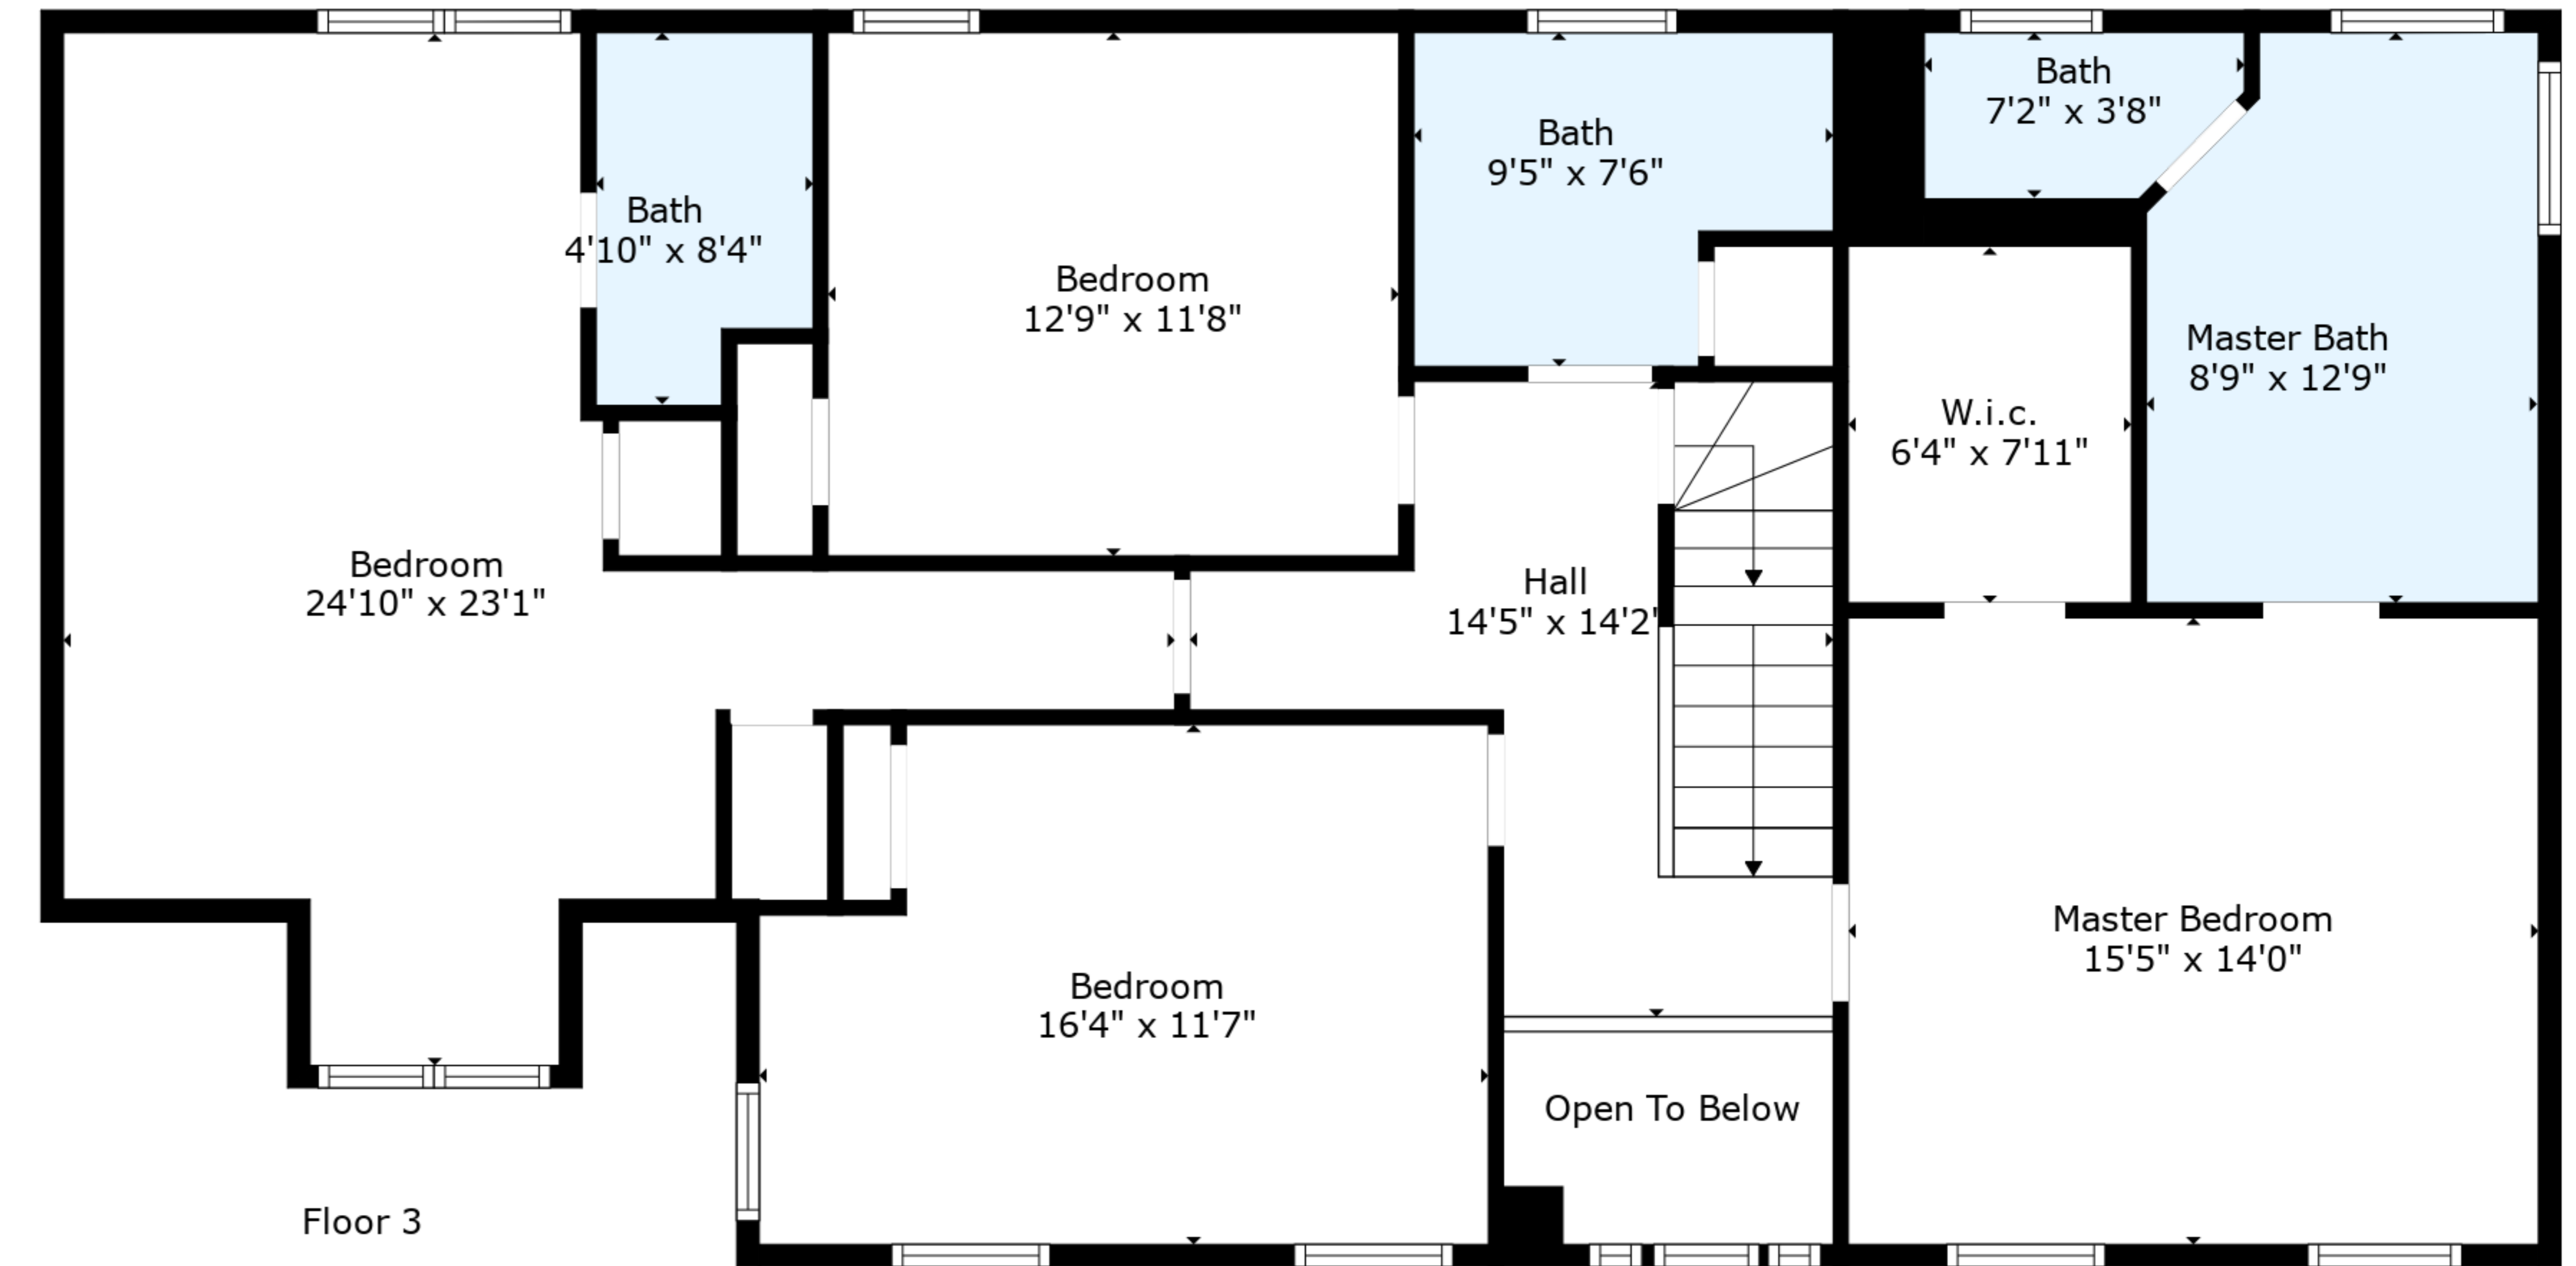 Bath
7'2" x 3'8"
Bath
9'5" x 7'6"
Bath
4'10" x 8'4"
Bedroom
12'9" x 11'8"
Master Bath
8'9" x 12'9"
W.i.c.
6'4" x 7'11"
Bedroom
24'10" x 23'1"
Hall
14'5" x 14'2"
Master Bedroom
15'5" x 14'0"
Bedroom
16'4" x 11'7"
Open To Below
Floor 3